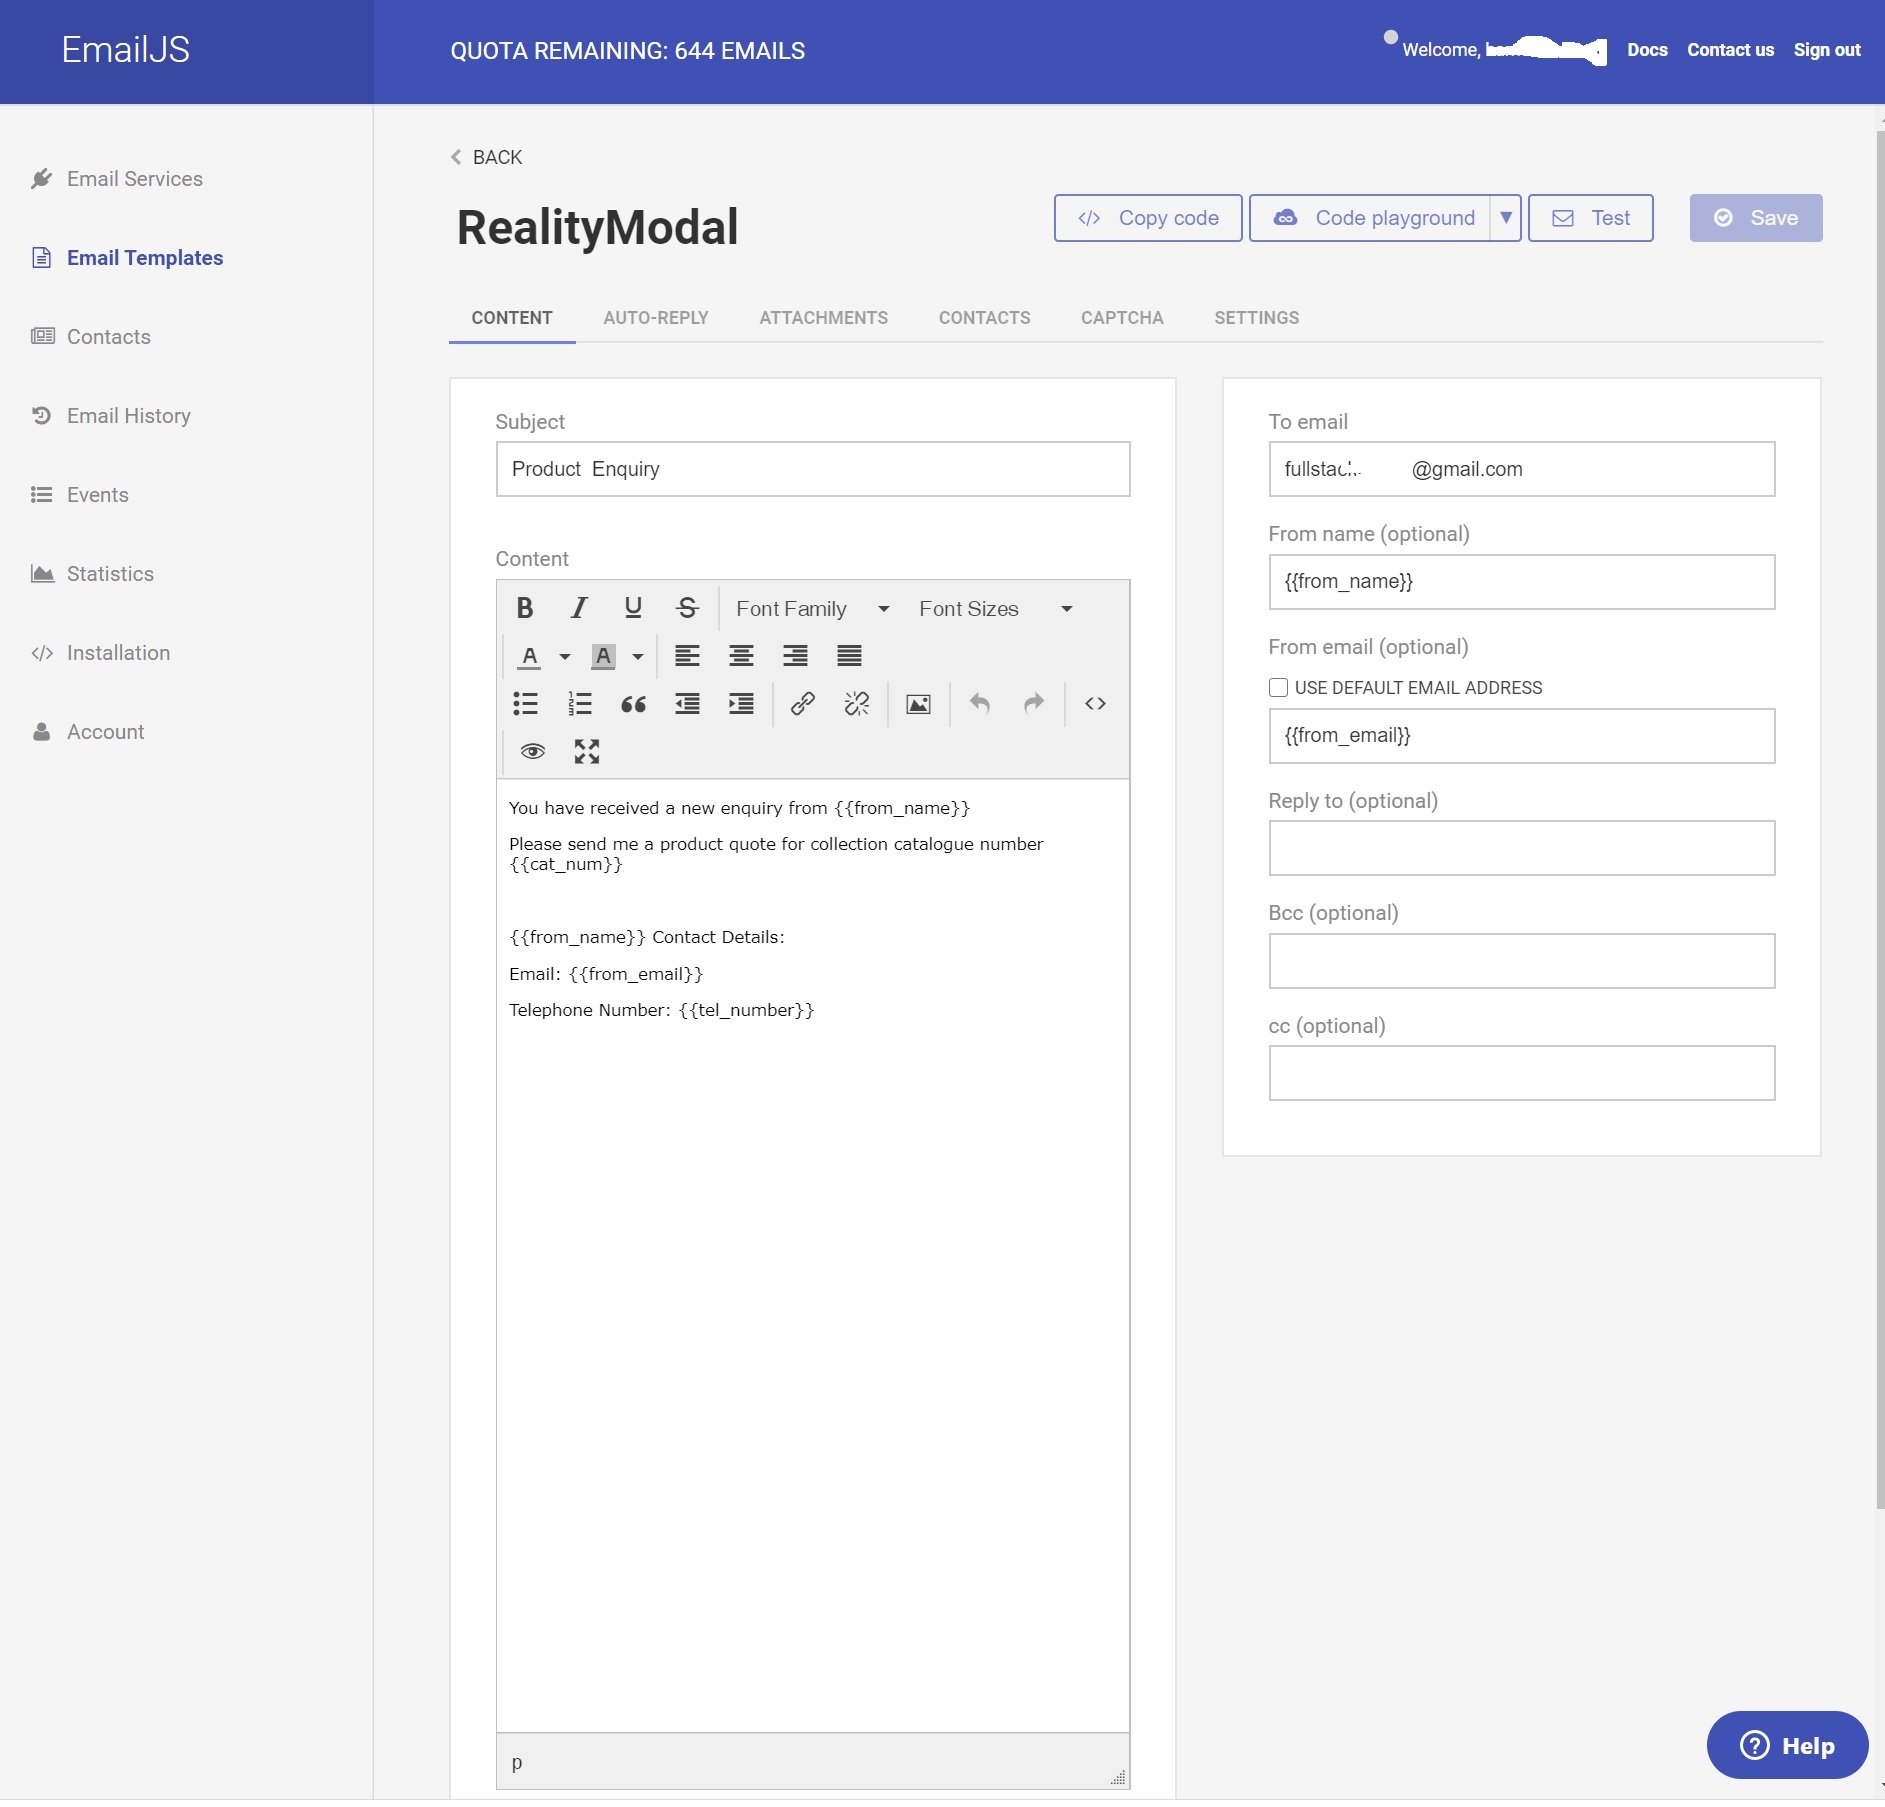 EmailJS
QUOTA REMAINING: 644 EMAILS
Welcome,
Docs
Contact us
Sign out
Email Services
Email Templates
Contacts
Email History
Events
Statistics
Installation
Account
BACK
RealityModal
Copy code
Code playground
Test
Save
CONTENT
AUTO-REPLY
ATTACHMENTS
CONTACTS
CAPTCHA
SETTINGS
Subject
Product  Enquiry
Content
Font Family
Font Sizes
You have received a new enquiry from {{from_name}}
Please send me a product quote for collection catalogue number
{{cat_num}}
{{from_name}} Contact Details:
Email: {{from_email}}
Telephone Number: {{tel_number}}
p
To email
@gmail.com
From name (optional)
{{from_name}}
From email (optional)
USE DEFAULT EMAIL ADDRESS
{{from_email}}
Reply to (optional)
Bcc (optional)
cc (optional)
Help